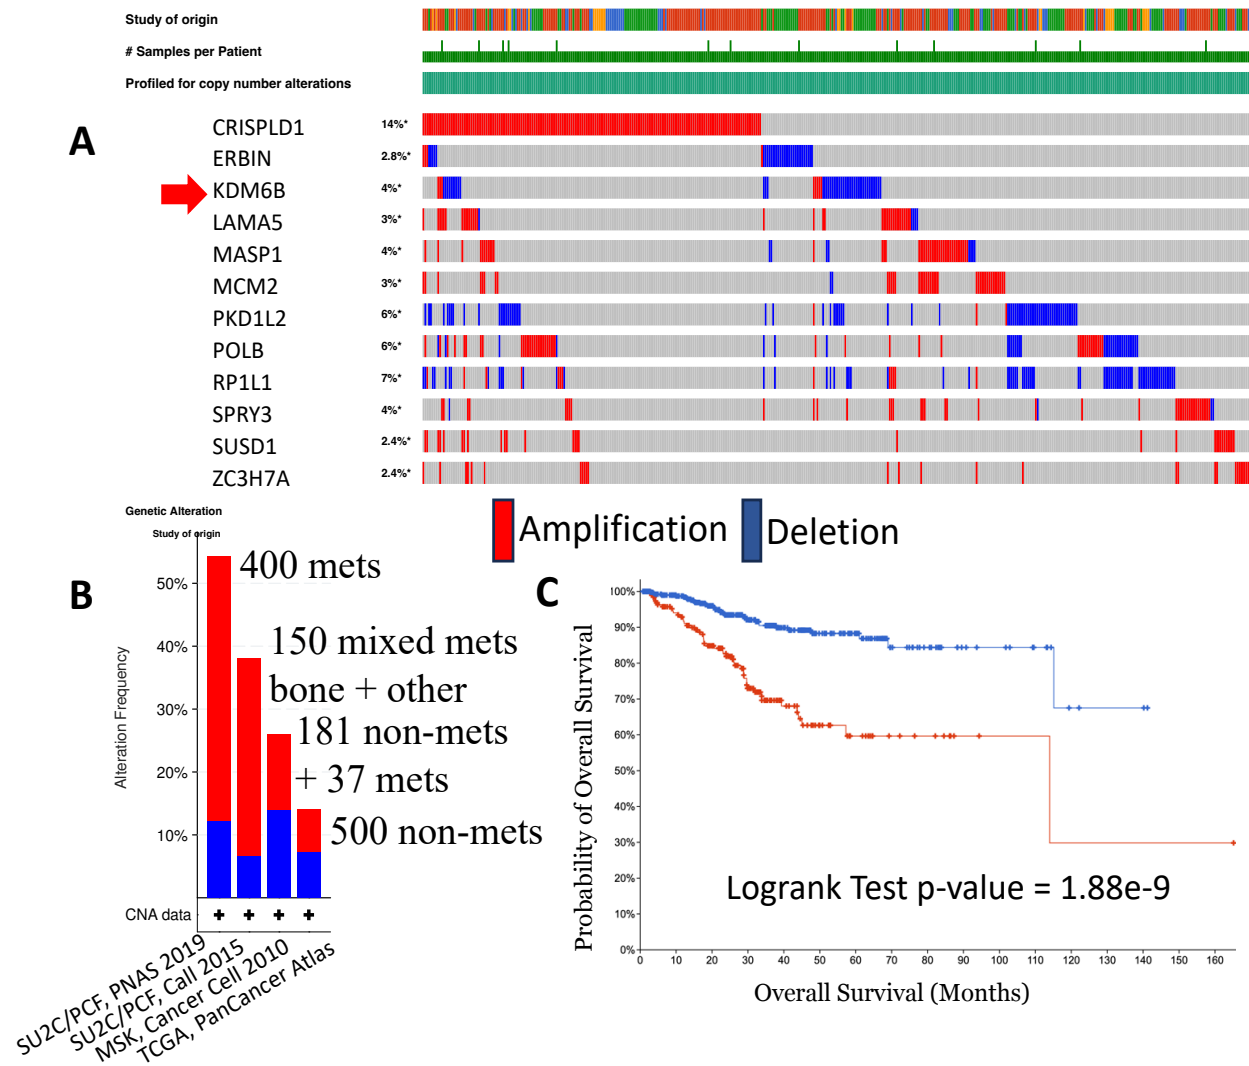 Study of origin
# Samples per Patient
Profiled for copy number alterations
A
CRISPLD1 14%*
ERBIN 2.8%*
KDM6B 4%*
LAMA5 3%*
MASP1 4%*
MCM2 3%*
PKD1L2 6%*
POLB 6%*
RP1L1 7%*
SPRY3 4%*
SUSD1 2.4%*
ZC3H7A 2.4%*
Genetic Alteration
Amplification
Deletion
Study of origin
B
Alteration Frequency
50%
40%
30%
20%
10%
400 mets
150 mixed mets
bone + other
181 non-mets
+ 37 mets
500 non-mets
CNA data + + + +
SU2C/PCF, PNAS 2019
SU2C/PCF, Call 2015
MSK, Cancer Cell 2010
TCGA, PanCancer Atlas
C
Probability of Overall Survival
100%
90%
80%
70%
60%
50%
40%
30%
20%
10%
0%
Logrank Test p-value = 1.88e-9
0 10 20 30 40 50 60 70 80 90 100 110 120 130 140 150 160
Overall Survival (Months)